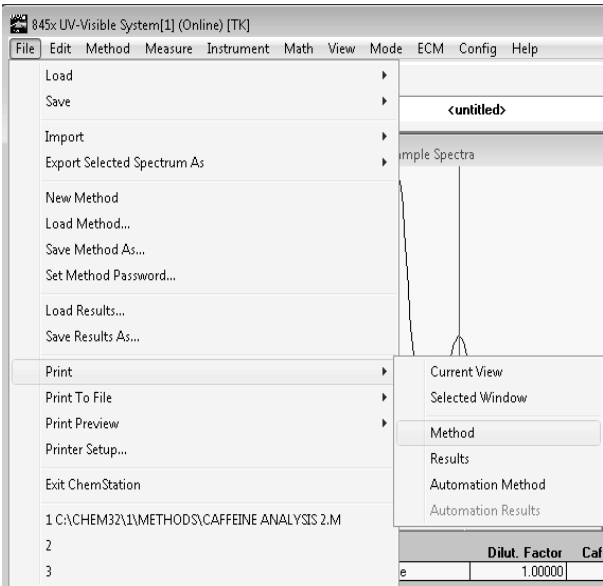 845x UV-Visible System[1] (Online) [TK]
File Edit Method Measure Instrument Math View Mode ECM Config Help
Load
Save
<untitled>
Import
Export Selected Spectrum As
mple Spectra
New Method
Load Method...
Save Method As...
Set Method Password...
Load Results...
Save Results As...
Print
Print To File
Print Preview
Printer Setup...
Exit ChemStation
Current View
Selected Window
Method
Results
Automation Method
Automation Results
1 C:\CHEM32\1\METHODS\CAFFEINE ANALYSIS 2.M
2
3
Dilut. Factor Caf
e 1.00000